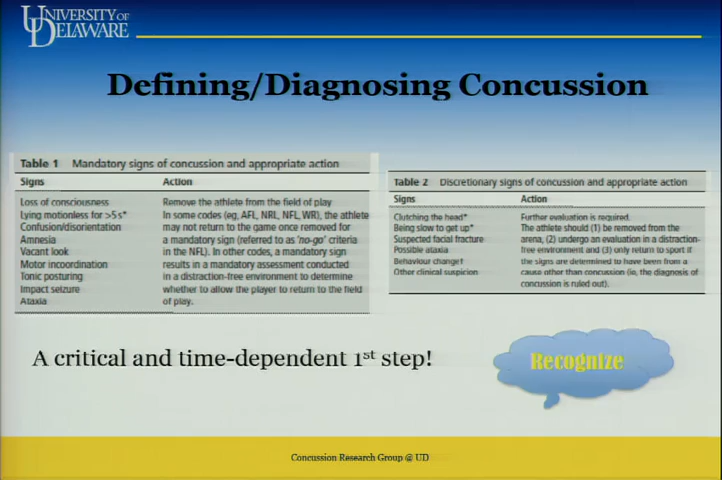 UNIVERSITY OF
DELAWARE
Defining/Diagnosing Concussion
Table 1 Mandatory signs of concussion and appropriate action
Signs Action
Loss of consciousness Remove the athlete from the field of play
Lying motionless for >5 s* In some codes (eg, AFL, NRL, NFL, WR), the athlete
Confusion/disorientation may not return to the game once removed for
Amnesia a mandatory sign (referred to as 'no-go' criteria
Vacant look in the NFL). In other codes, a mandatory sign
Motor incoordination results in a mandatory assessment conducted
Tonic posturing in a distraction-free environment to determine
Impact seizure whether to allow the player to return to the field
Ataxia of play.
Table 2 Discretionary signs of concussion and appropriate action
Signs Action
Clutching the head* Further evaluation is required.
Being slow to get up* The athlete should (1) be removed from the
Suspected facial fracture arena, (2) undergo an evaluation in a distraction-
Possible ataxia free environment and (3) only return to sport if
Behaviour change† the signs are determined to have been from a
Other clinical suspicion cause other than concussion (ie, the diagnosis of
concussion is ruled out).
A critical and time-dependent 1st step!
Recognize
Concussion Research Group @ UD